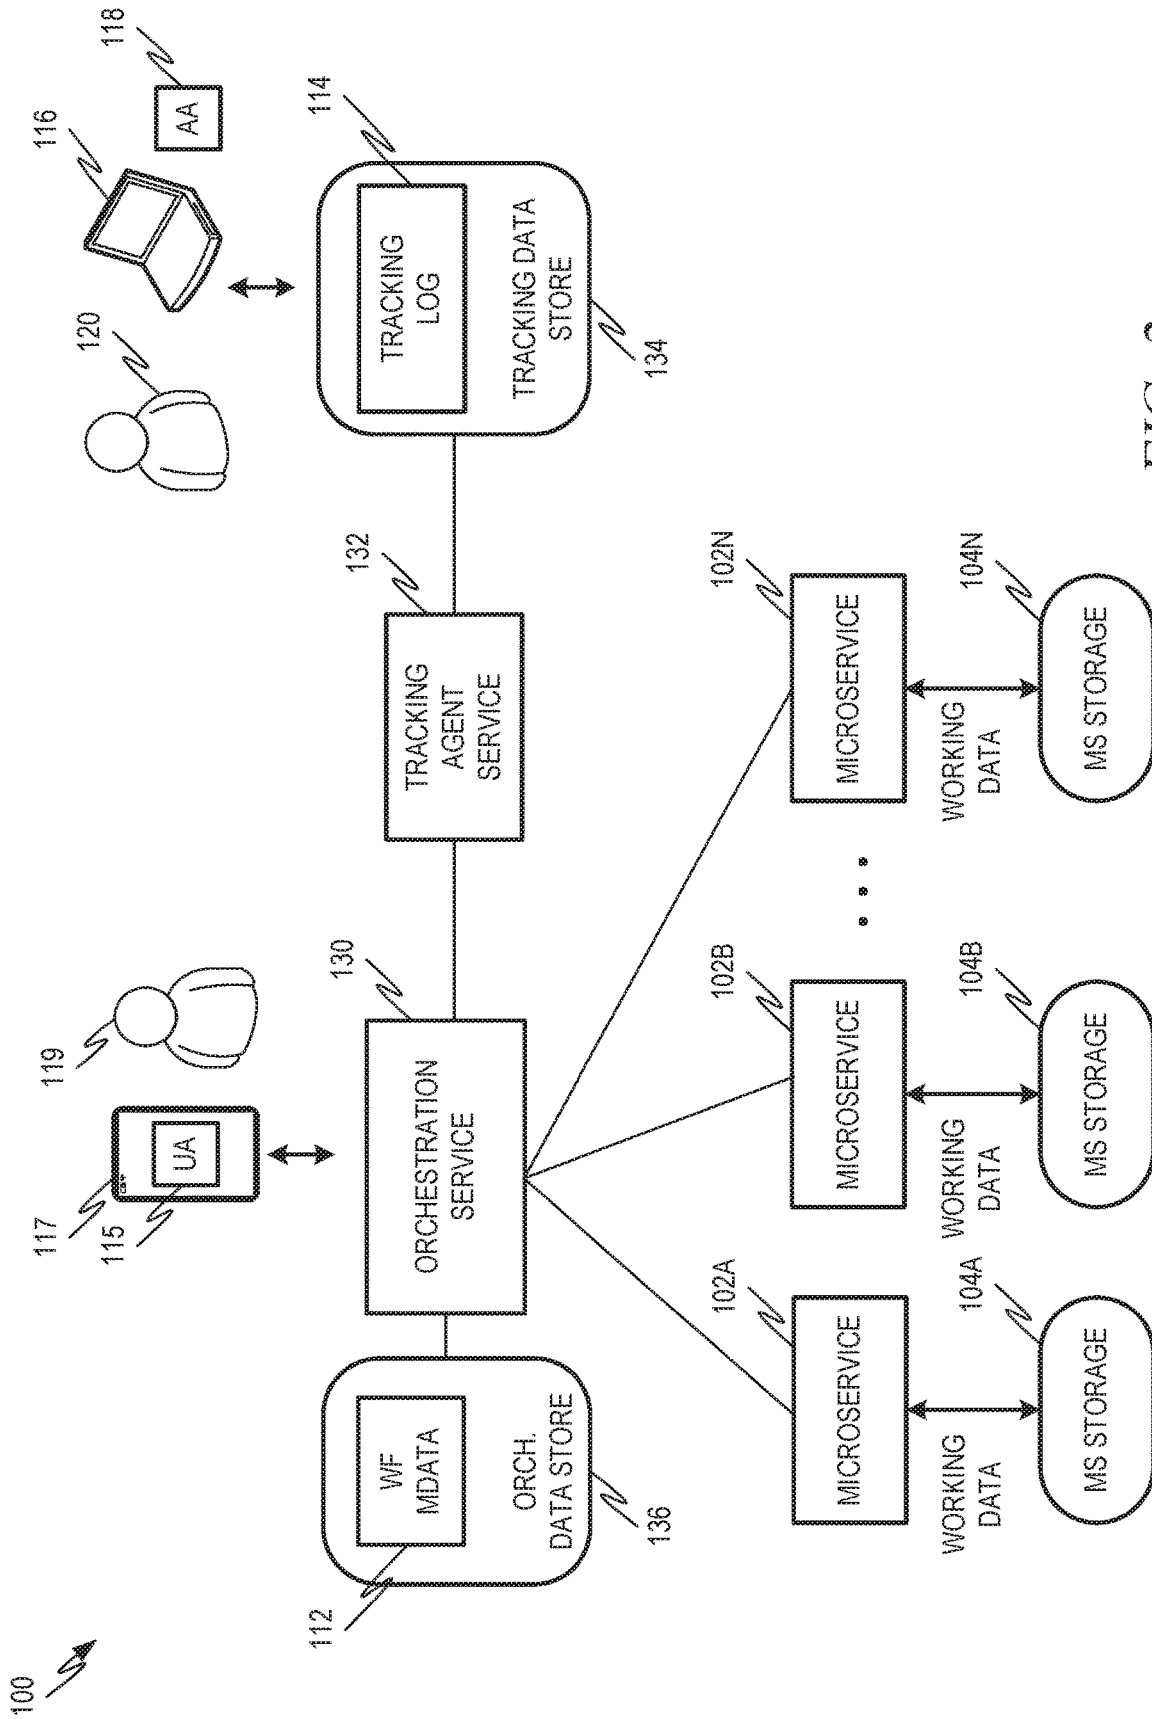 100
117
115
UA
119
120
116
118
AA
112
WF
MDATA
ORCH.
DATA STORE
136
130
ORCHESTRATION
SERVICE
132
TRACKING
AGENT
SERVICE
114
TRACKING
LOG
TRACKING DATA
STORE
134
102A
MICROSERVICE
102B
MICROSERVICE
102N
MICROSERVICE
WORKING
DATA
WORKING
DATA
WORKING
DATA
104A
MS STORAGE
104B
MS STORAGE
104N
MS STORAGE